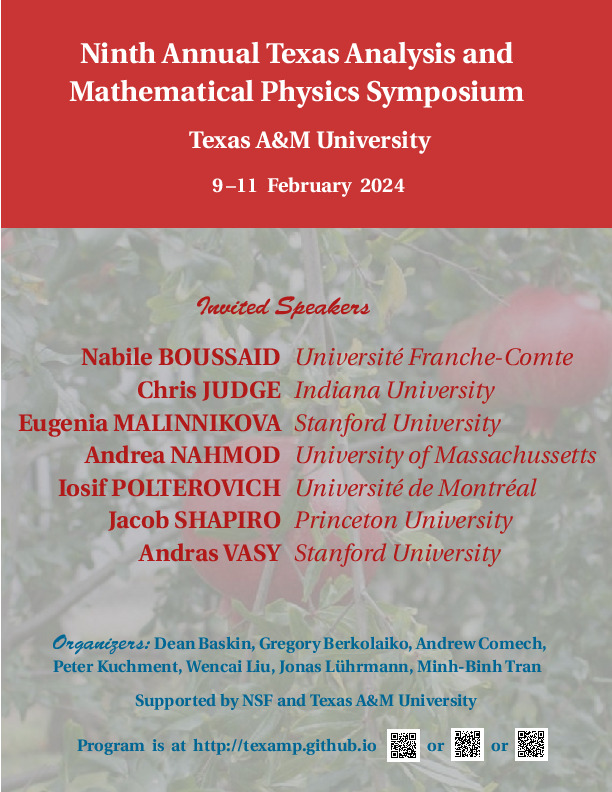 Ninth Annual Texas Analysis and
Mathematical Physics Symposium
Texas A&M University
9–11 February 2024
Invited Speakers
Nabile BOUSSAID Université Franche-Comte
Chris JUDGE Indiana University
Eugenia MALINNIKOVA Stanford University
Andrea NAHMOD University of Massachussetts
Iosif POLTEROVICH Université de Montréal
Jacob SHAPIRO Princeton University
Andras VASY Stanford University
Organizers: Dean Baskin, Gregory Berkolaiko, Andrew Comech,
Peter Kuchment, Wencai Liu, Jonas Lührmann, Minh-Binh Tran
Supported by NSF and Texas A&M University
Program is at http://texamp.github.io or or